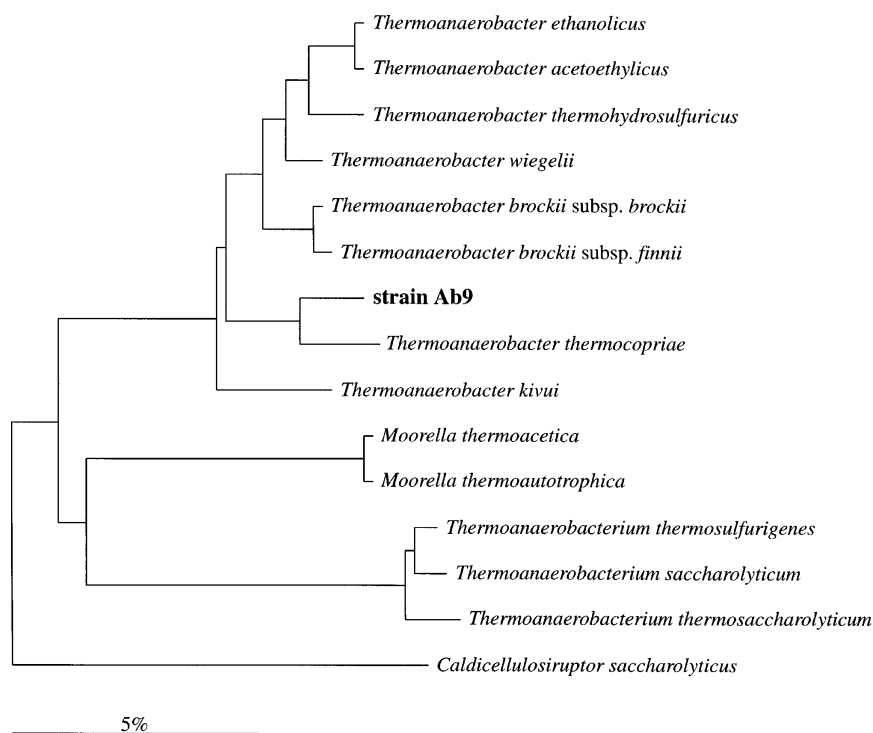 Thermoanaerobacter ethanolicus
Thermoanaerobacter acetoethylicus
Thermoanaerobacter thermohydrosulfuricus
Thermoanaerobacter wiegelii
Thermoanaerobacter brockii subsp. brockii
Thermoanaerobacter brockii subsp. finnii
strain Ab9
Thermoanaerobacter thermocopriae
Thermoanaerobacter kivui
Moorella thermoacetica
Moorella thermoautotrophica
Thermoanaerobacterium thermosulfurigenes
Thermoanaerobacterium saccharolyticum
Thermoanaerobacterium thermosaccharolyticum
Caldicellulosiruptor saccharolyticus
5%